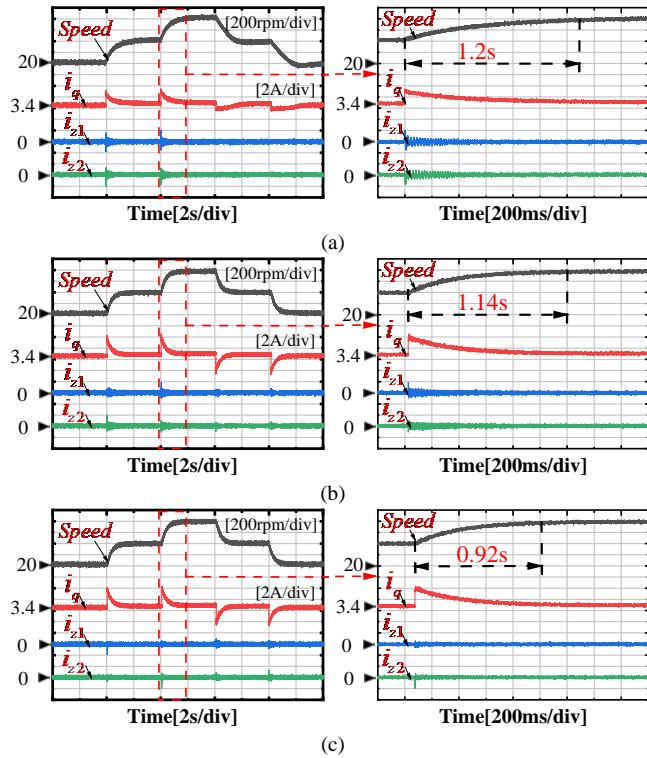 Speed
[200rpm/div]
20
i_q
3.4
[2A/div]
i_z1
0
i_z2
0
Time[2s/div]
Speed
1.2s
20
i_q
3.4
i_z1
0
i_z2
0
Time[200ms/div]
(a)
Speed
[200rpm/div]
20
i_q
3.4
[2A/div]
i_z1
0
i_z2
0
Time[2s/div]
Speed
1.14s
20
i_q
3.4
i_z1
0
i_z2
0
Time[200ms/div]
(b)
Speed
[200rpm/div]
20
i_q
3.4
[2A/div]
i_z1
0
i_z2
0
Time[2s/div]
Speed
0.92s
20
i_q
3.4
i_z1
0
i_z2
0
Time[200ms/div]
(c)